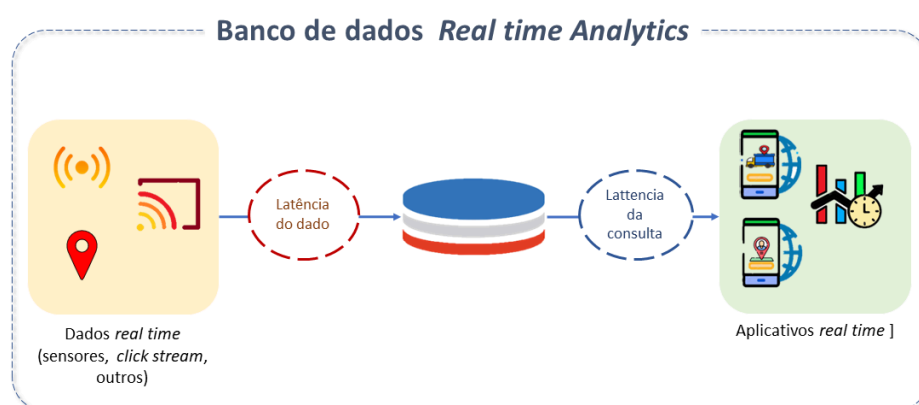 Banco de dados Real time Analytics
Latência
do dado
Lattencia
da
consulta
Dados real time
(sensores, click stream,
outros)
Aplicativos real time ]